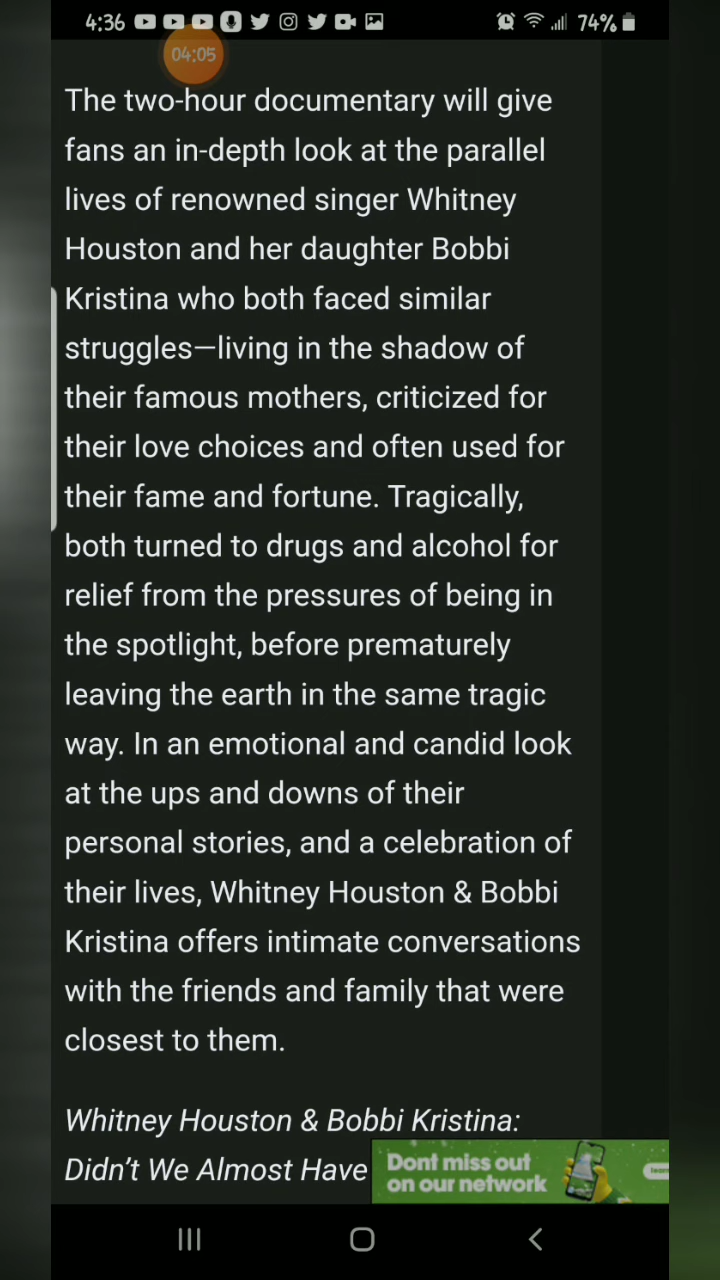 4:36
74%
04:05
The two-hour documentary will give
fans an in-depth look at the parallel
lives of renowned singer Whitney
Houston and her daughter Bobbi
Kristina who both faced similar
struggles—living in the shadow of
their famous mothers, criticized for
their love choices and often used for
their fame and fortune. Tragically,
both turned to drugs and alcohol for
relief from the pressures of being in
the spotlight, before prematurely
leaving the earth in the same tragic
way. In an emotional and candid look
at the ups and downs of their
personal stories, and a celebration of
their lives, Whitney Houston & Bobbi
Kristina offers intimate conversations
with the friends and family that were
closest to them.
Whitney Houston & Bobbi Kristina:
Didn't We Almost Have
Dont miss out
on our network